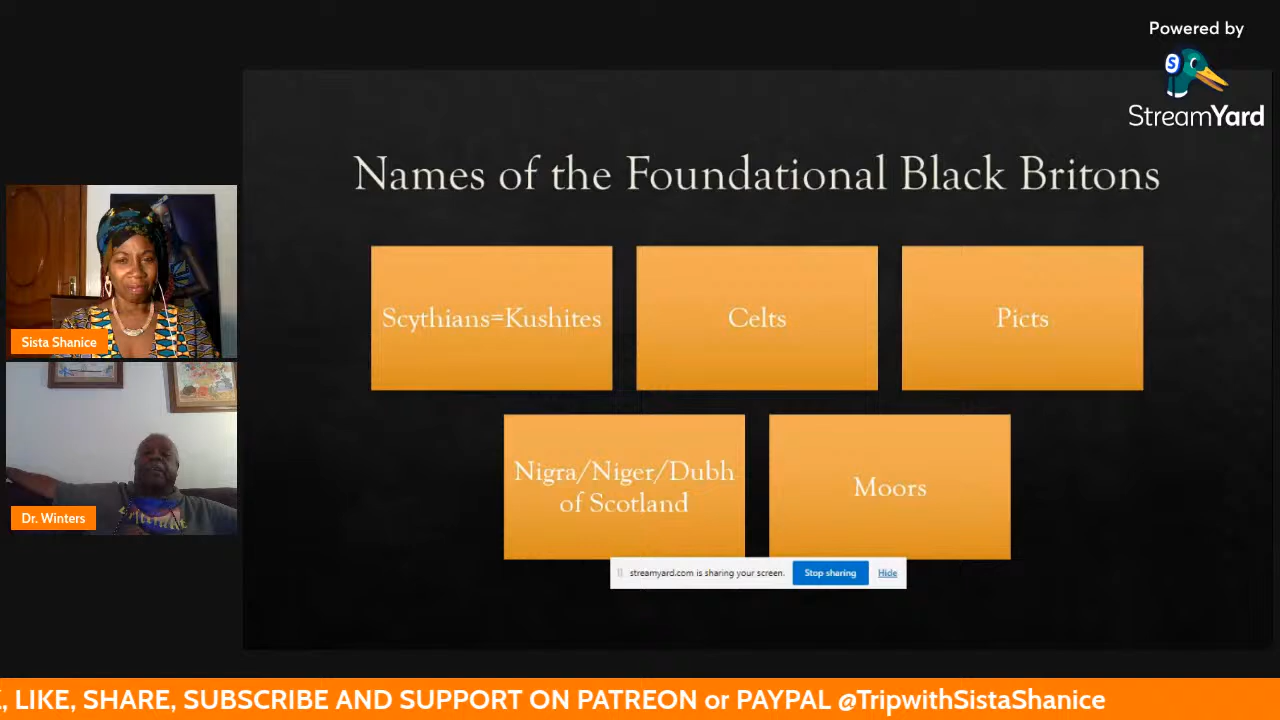 Powered by
StreamYard
Names of the Foundational Black Britons
Scythians=Kushites
Celts
Picts
Nigra/Niger/Dubh
of Scotland
Moors
Sista Shanice
Dr. Winters
streamyard.com is sharing your screen.
Stop sharing
Hide
, LIKE, SHARE, SUBSCRIBE AND SUPPORT ON PATREON or PAYPAL @TripwithSistaShanice